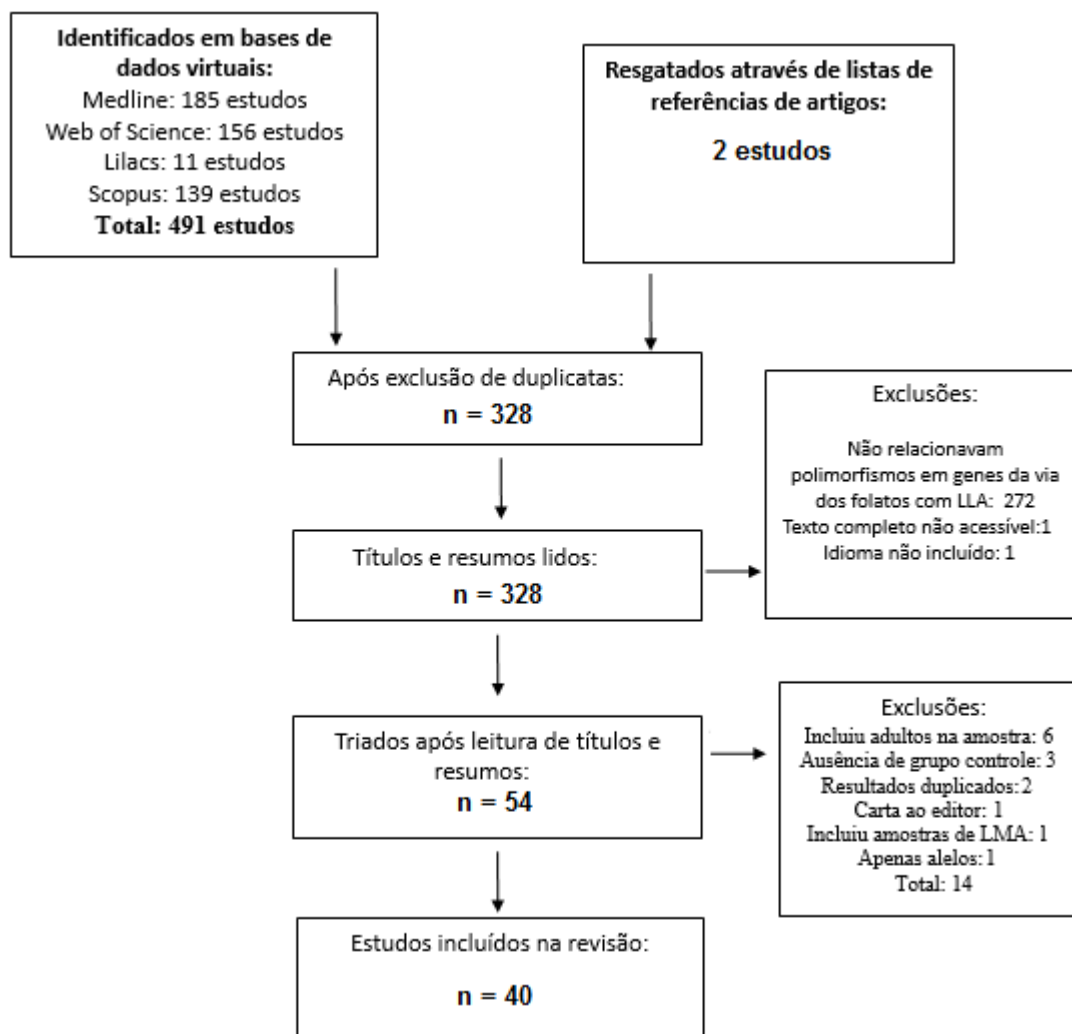 Identificados em bases de
dados virtuais:
Medline: 185 estudos
Web of Science: 156 estudos
Lilacs: 11 estudos
Scopus: 139 estudos
Total: 491 estudos
Resgatados através de listas de
referências de artigos:
2 estudos
Após exclusão de duplicatas:
n = 328
Exclusões:
Não relacionavam
polimorfismos em genes da via
dos folatos com LLA: 272
Texto completo não acessível:1
Idioma não incluído: 1
Títulos e resumos lidos:
n = 328
Triados após leitura de títulos e
resumos:
n = 54
Exclusões:
Incluiu adultos na amostra: 6
Ausência de grupo controle: 3
Resultados duplicados: 2
Carta ao editor: 1
Incluiu amostras de LMA: 1
Apenas alelos: 1
Total: 14
Estudos incluídos na revisão:
n = 40